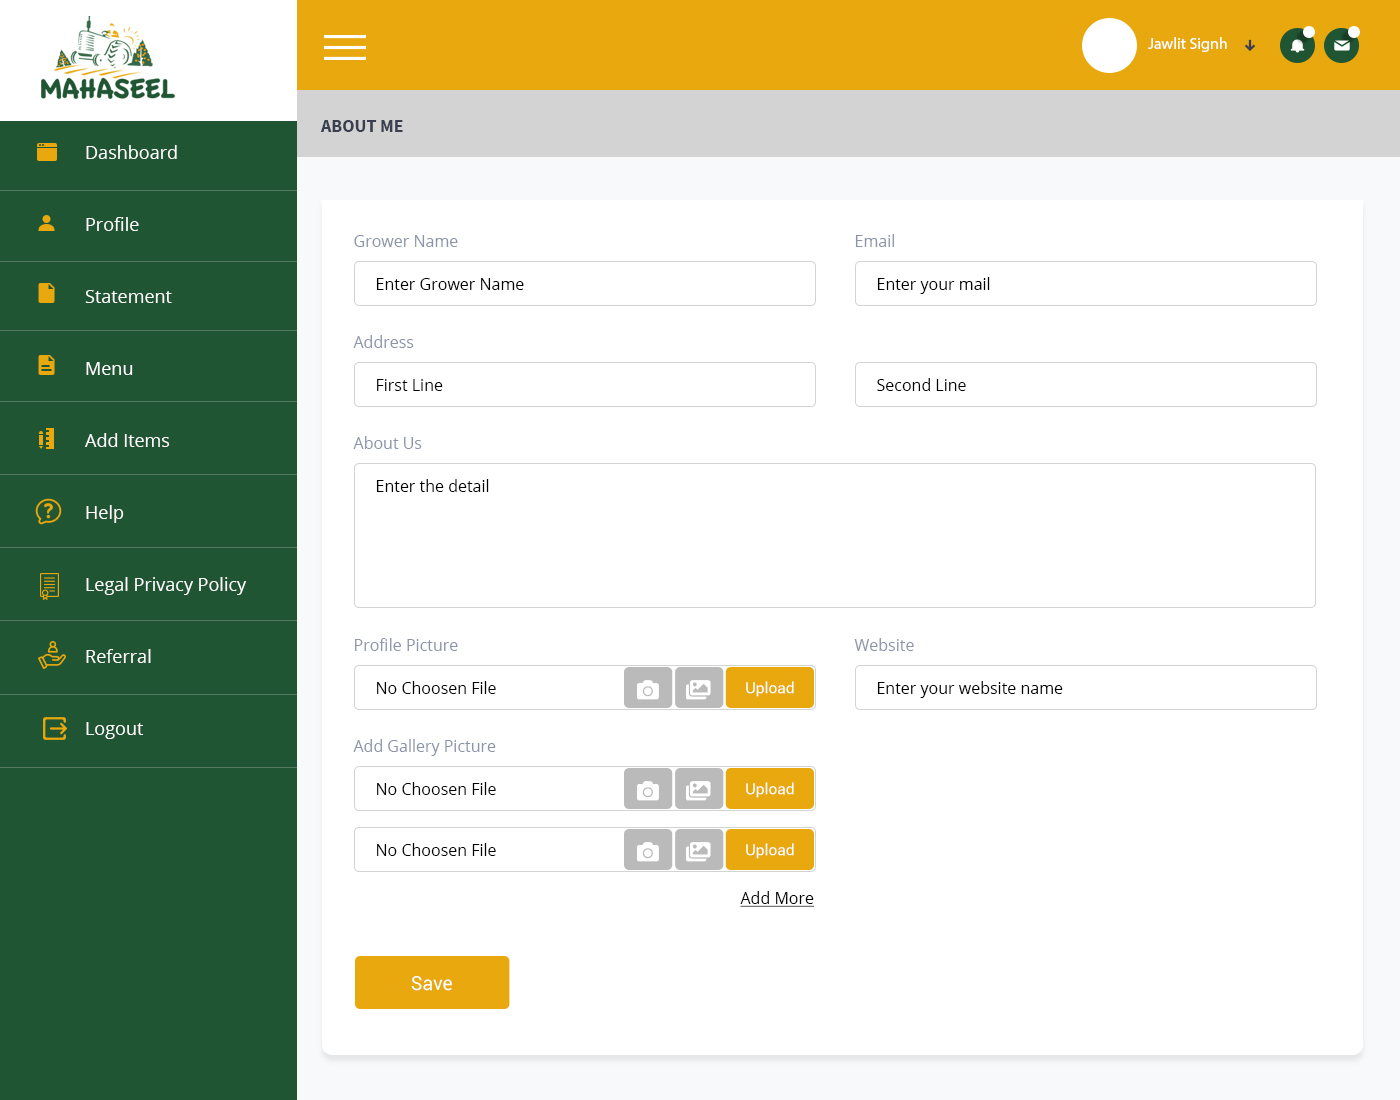 MAHASEEL
Jawlit Signh
ABOUT ME
Dashboard
Profile
Statement
Menu
Add Items
Help
Legal Privacy Policy
Referral
Logout
Grower Name
Email
Enter Grower Name
Enter your mail
Address
First Line
Second Line
About Us
Enter the detail
Profile Picture
Website
No Choosen File
Upload
Enter your website name
Add Gallery Picture
No Choosen File
Upload
No Choosen File
Upload
Add More
Save